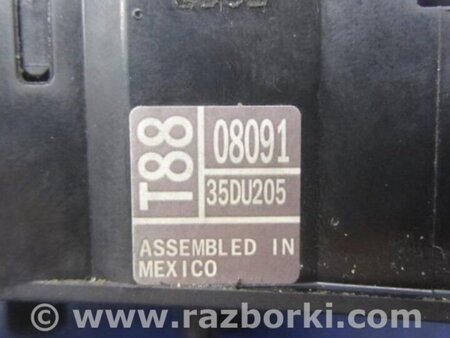 T88
08091
35DU205
ASSEMBLED IN
MEXICO
© www.razborki.com